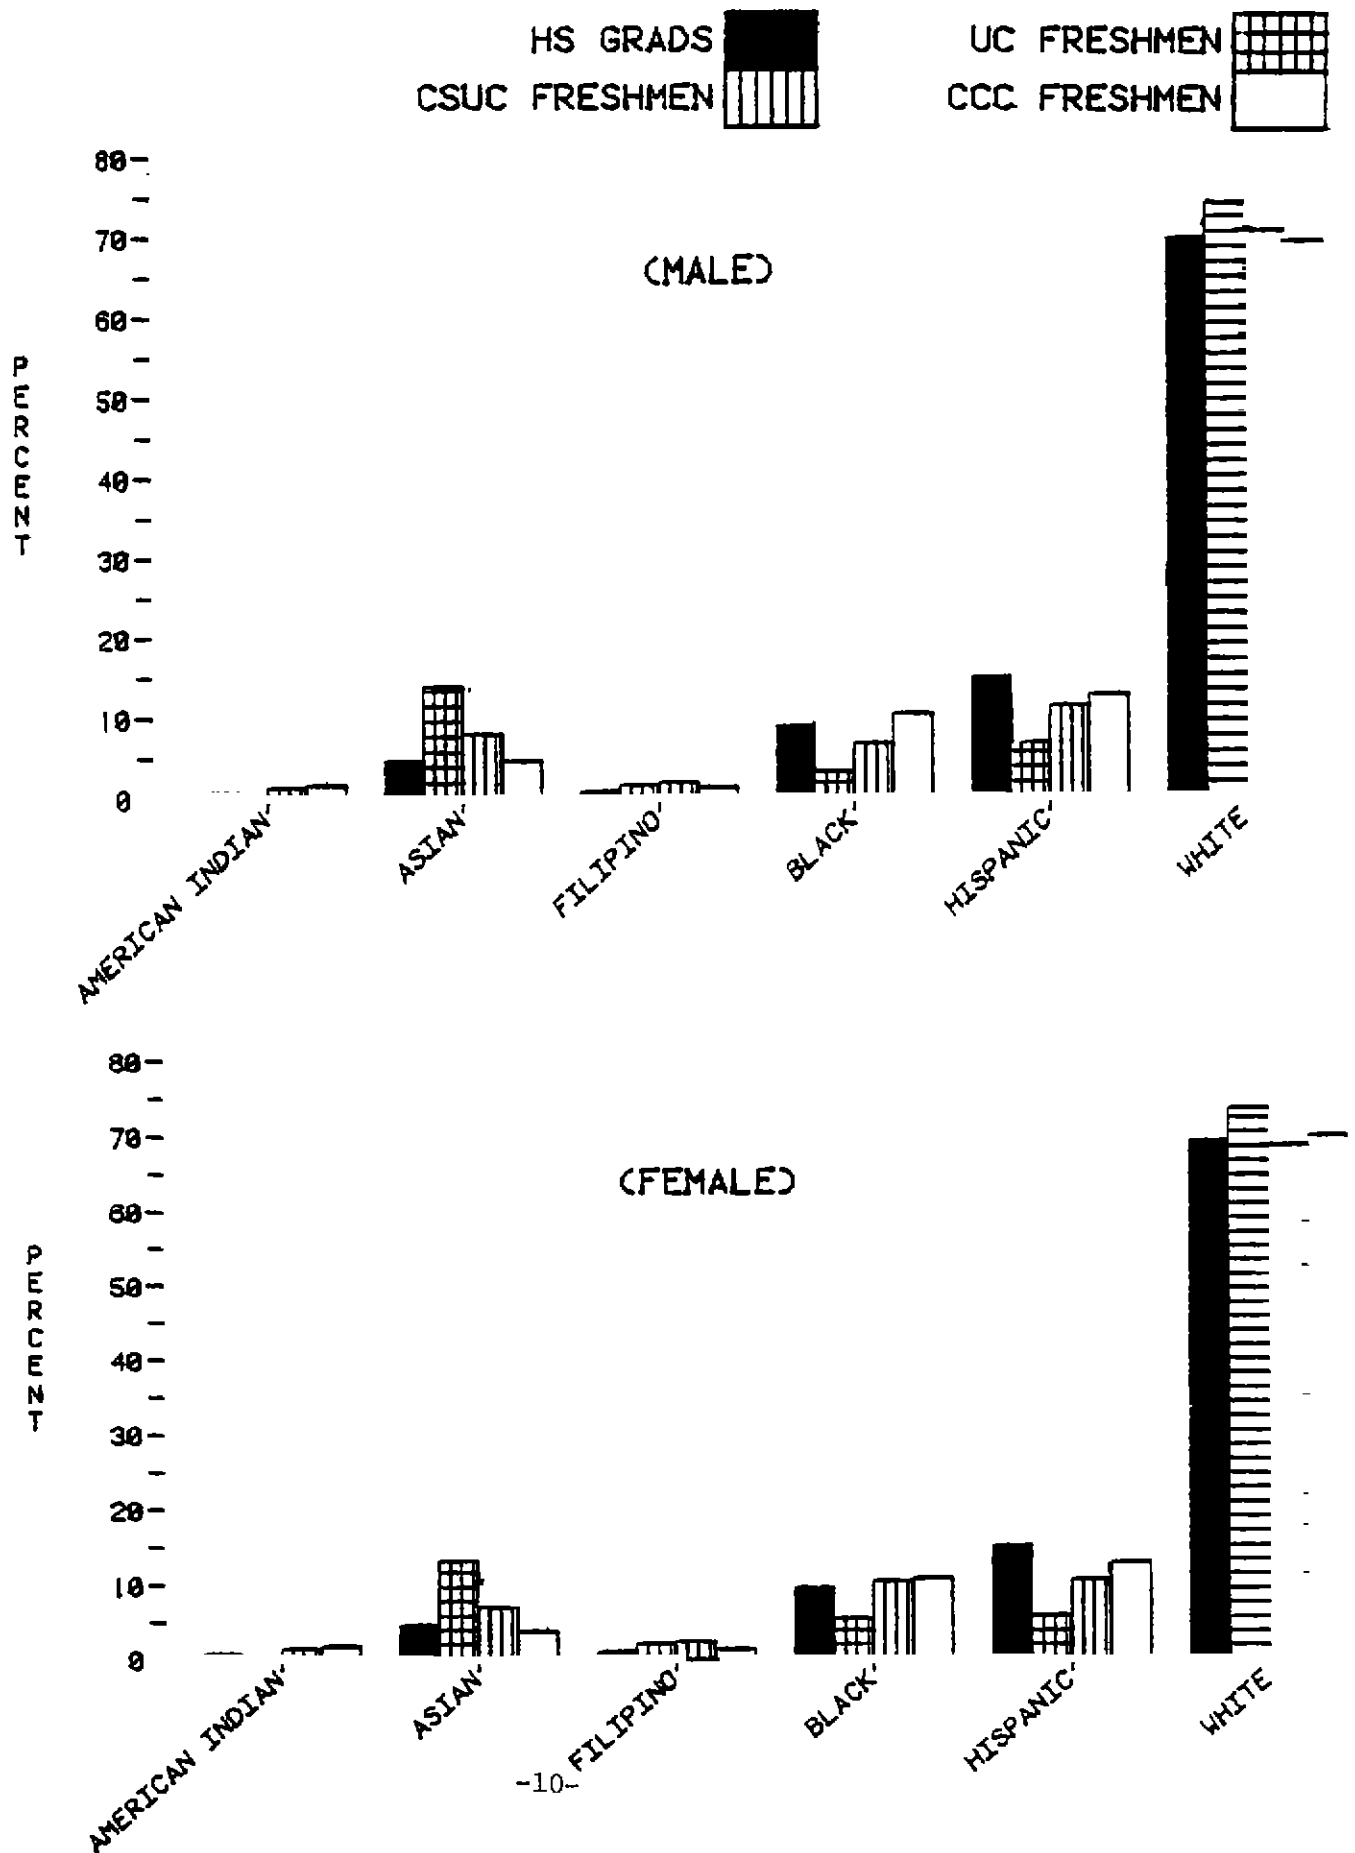 HS GRADS UC FRESHMEN
CSUC FRESHMEN CCC FRESHMEN
80
70
(MALE)
60
PERCENT
50
40
30
20
10
0
AMERICAN INDIAN ASIAN FILIPINO BLACK HISPANIC WHITE
80
70
(FEMALE)
60
PERCENT
50
40
30
20
10
0
AMERICAN INDIAN ASIAN FILIPINO BLACK HISPANIC WHITE
-10-